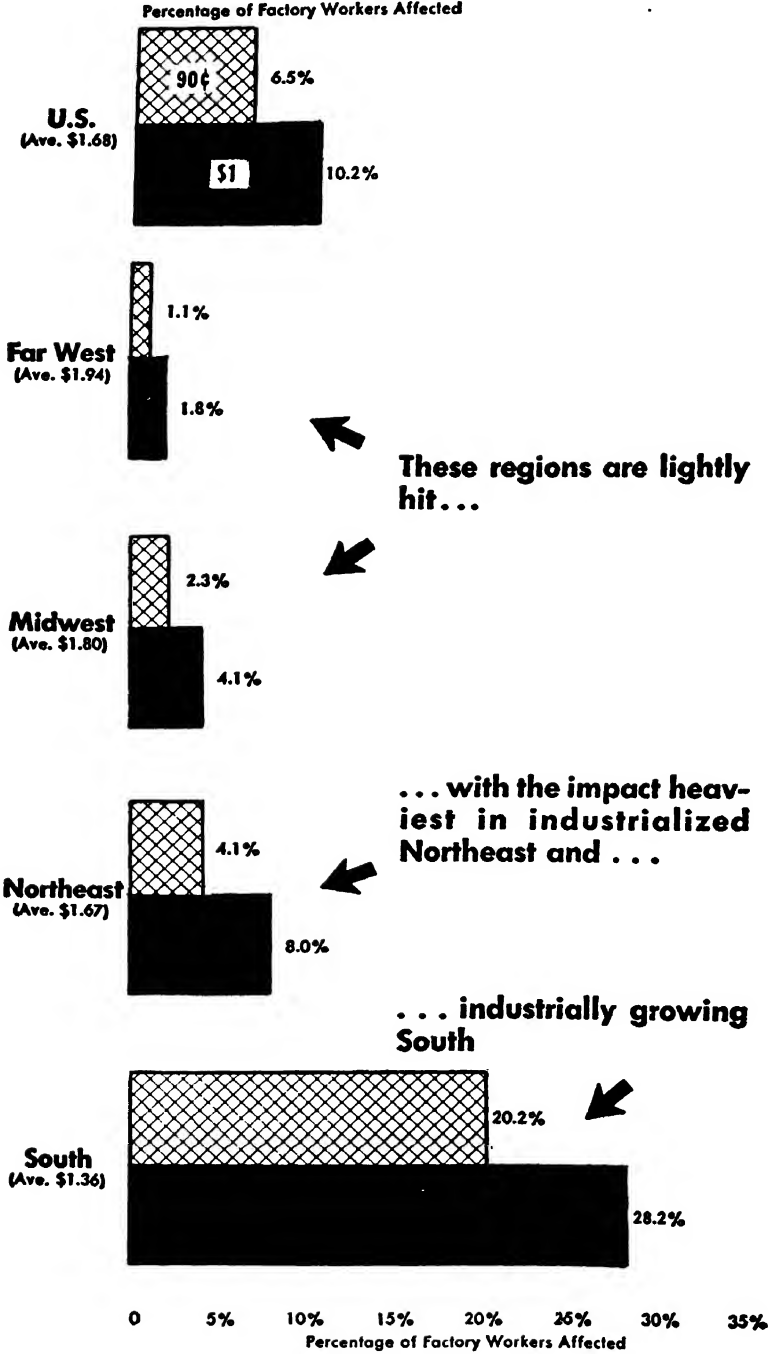 Percentage of Factory Workers Affected
90¢
6.5%
U.S.
(Ave. $1.68)
$1
10.2%
1.1%
Far West
(Ave. $1.94)
1.8%
These regions are lightly
hit...
2.3%
Midwest
(Ave. $1.80)
4.1%
...with the impact heav-
iest in industrialized
Northeast and ...
4.1%
Northeast
(Ave. $1.67)
8.0%
... industrially growing
South
20.2%
South
(Ave. $1.36)
28.2%
0 5% 10% 15% 20% 25% 30% 35%
Percentage of Factory Workers Affected